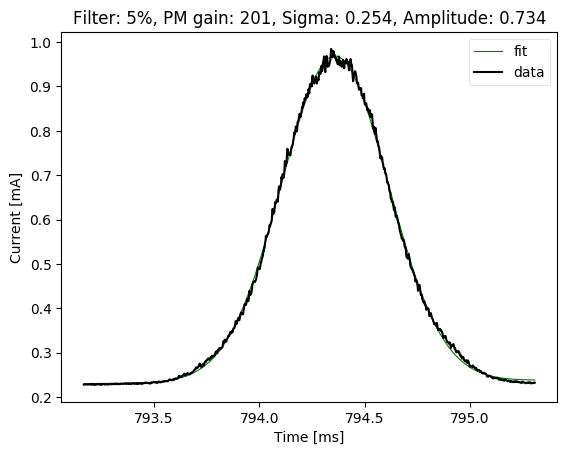 Filter: 5%, PM gain: 201, Sigma: 0.254, Amplitude: 0.734
fit
data
Current [mA]
1.0
0.9
0.8
0.7
0.6
0.5
0.4
0.3
0.2
793.5 794.0 794.5 795.0
Time [ms]